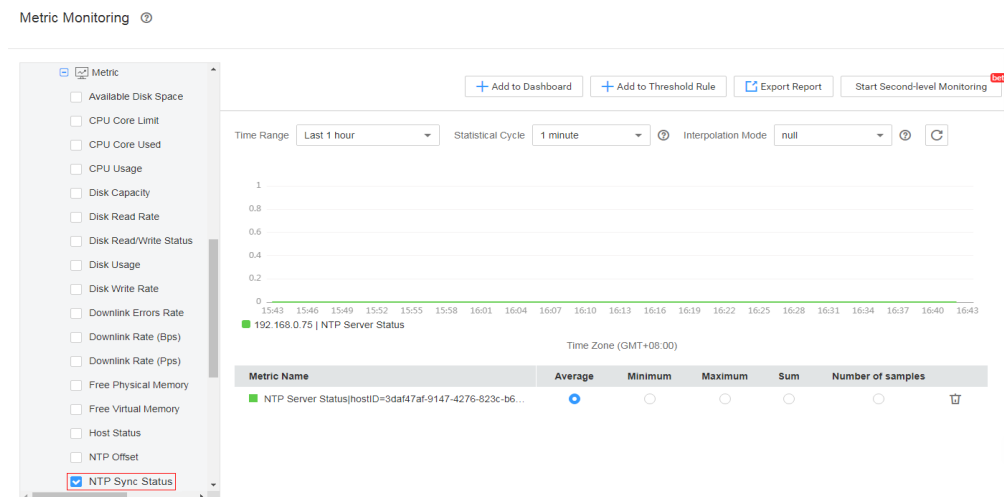 Metric Monitoring
Metric
Available Disk Space
CPU Core Limit
CPU Core Used
CPU Usage
Disk Capacity
Disk Read Rate
Disk Read/Write Status
Disk Usage
Disk Write Rate
Downlink Errors Rate
Downlink Rate (Bps)
Downlink Rate (Pps)
Free Physical Memory
Free Virtual Memory
Host Status
NTP Offset
NTP Sync Status
Add to Dashboard Add to Threshold Rule Export Report Start Second-level Monitoring
Time Range Last 1 hour Statistical Cycle 1 minute Interpolation Mode null
1
0.8
0.6
0.4
0.2
0
15:43 15:46 15:49 15:52 15:55 15:58 16:01 16:04 16:07 16:10 16:13 16:16 16:19 16:22 16:25 16:28 16:31 16:34 16:37 16:40 16:43
192.168.0.75 | NTP Server Status
Time Zone (GMT+08:00)
Metric Name Average Minimum Maximum Sum Number of samples
NTP Server Status|hostID=3daf47af-9147-4276-823c-b6...